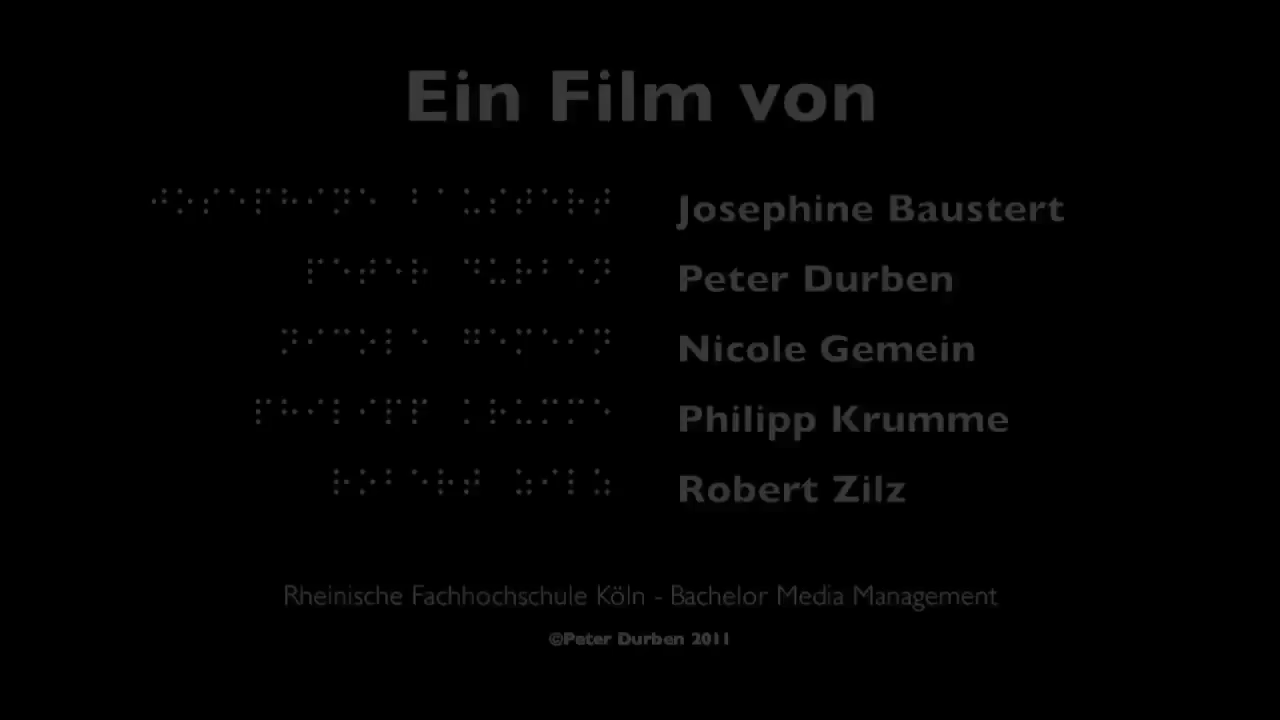 Ein Film von
⠚⠕⠎⠑⠏⠓⠊⠝⠑ ⠃⠁⠥⠎⠞⠑⠗⠞ Josephine Baustert
⠏⠑⠞⠑⠗ ⠙⠥⠗⠃⠑⠝ Peter Durben
⠝⠊⠉⠕⠇⠑ ⠛⠑⠍⠑⠊⠝ Nicole Gemein
⠏⠓⠊⠇⠊⠏⠏ ⠅⠗⠥⠍⠍⠑ Philipp Krumme
⠗⠕⠃⠑⠗⠞ ⠵⠊⠇⠵ Robert Zilz
Rheinische Fachhochschule Köln - Bachelor Media Management
©Peter Durben 2011